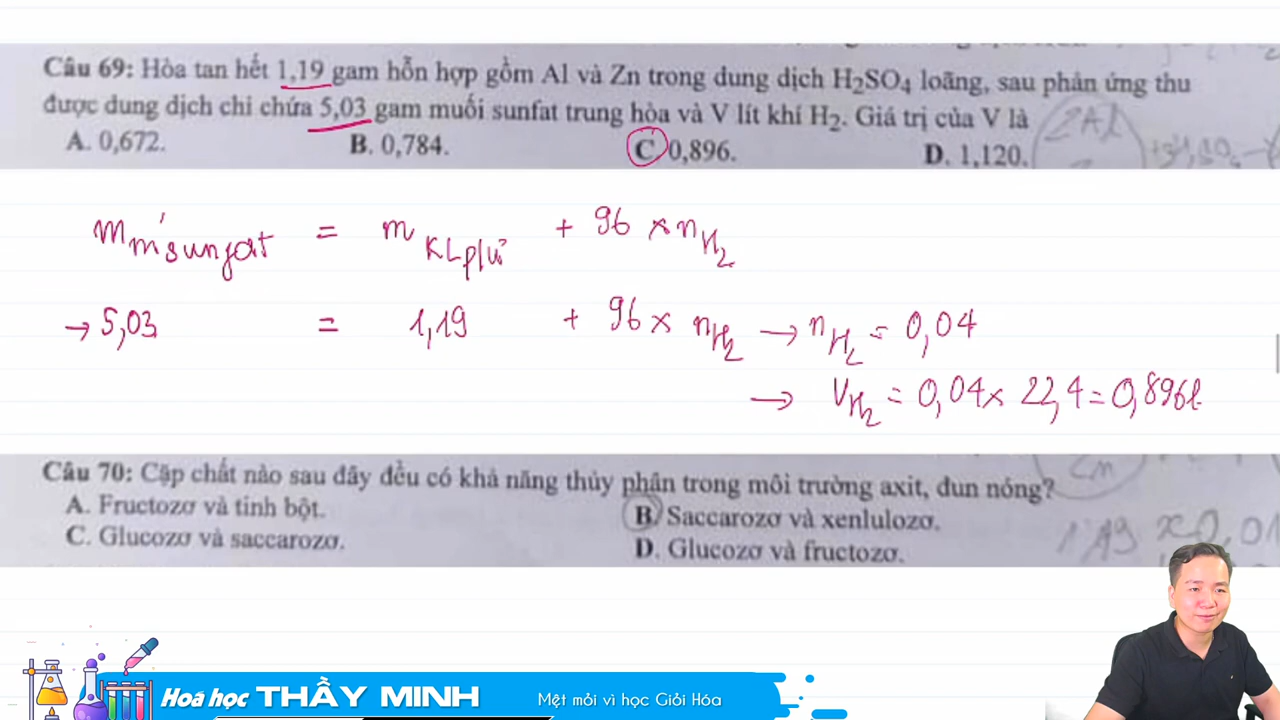 Câu 69: Hòa tan hết 1,19 gam hỗn hợp gồm Al và Zn trong dung dịch H₂SO₄ loãng, sau phản ứng thu
được dung dịch chỉ chứa 5,03 gam muối sunfat trung hòa và V lít khí H₂. Giá trị của V là
A. 0,672. B. 0,784. C 0,896. D. 1,120.
2Al
m m'sunfat = m KL pứ + 96 × nH₂
→ 5,03 = 1,19 + 96 × nH₂ → nH₂ = 0,04
→ VH₂ = 0,04 × 22,4 = 0,896l
Câu 70: Cặp chất nào sau đây đều có khả năng thủy phân trong môi trường axit, đun nóng?
A. Fructozơ và tinh bột. B. Saccarozơ và xenlulozơ.
C. Glucozơ và saccarozơ. D. Glucozơ và fructozơ.
Hoá học THẦY MINH Mệt mỏi vì học Giỏi Hóa